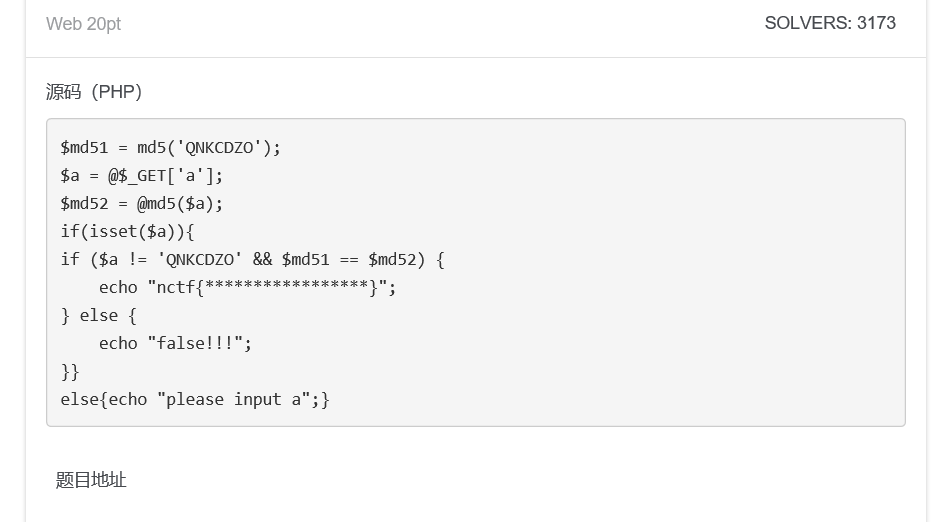 Web 20pt
SOLVERS: 3173
源码（PHP）
$md51 = md5('QNKCDZO');
$a = @$_GET['a'];
$md52 = @md5($a);
if(isset($a)){
if ($a != 'QNKCDZO' && $md51 == $md52) {
    echo "nctf{*****************}";
} else {
    echo "false!!!";
}}
else{echo "please input a";}
题目地址